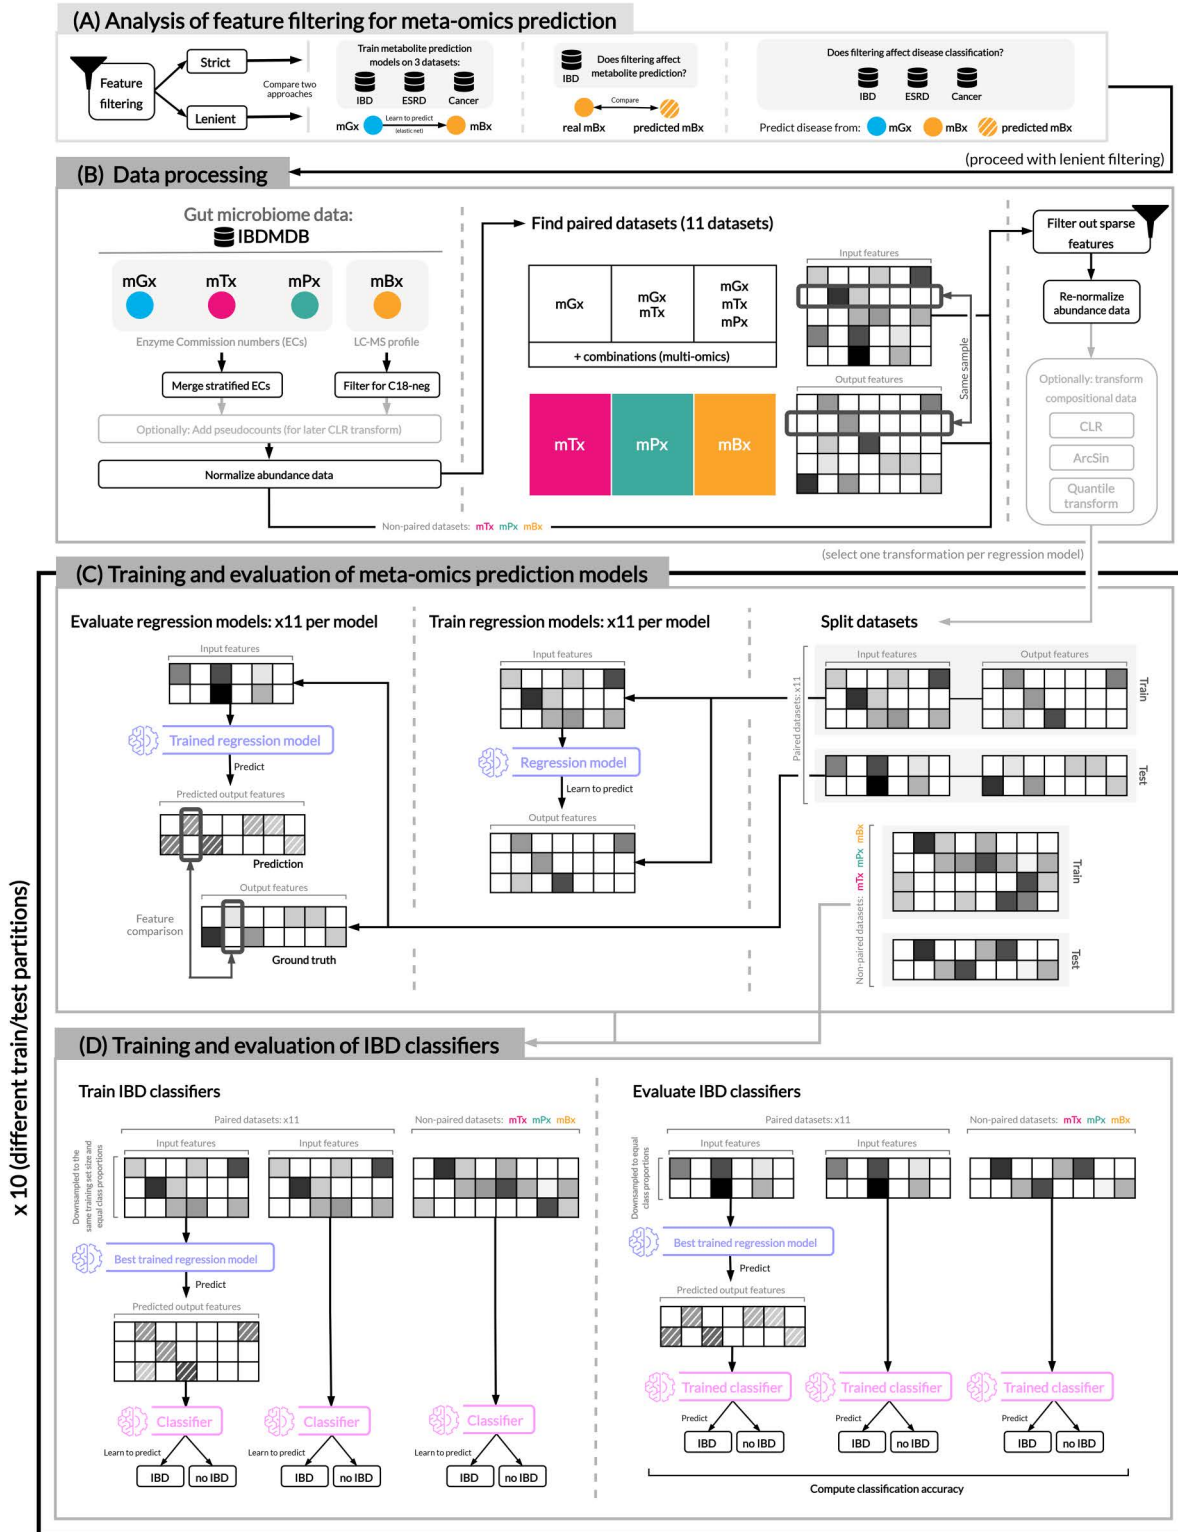 (A) Analysis of feature filtering for meta-omics prediction
Feature
filtering
Strict
Lenient
Compare two
approaches
Train metabolite prediction
models on 3 datasets:
IBD
ESRD
Cancer
mGx
Learn to predict
(elastic net)
mBx
IBD
Does filtering affect
metabolite prediction?
Compare
real mBx
predicted mBx
Does filtering affect disease classification?
IBD
ESRD
Cancer
Predict disease from:
mGx
mBx
predicted mBx
(proceed with lenient filtering)
(B) Data processing
Gut microbiome data:
IBDMDB
mGx
mTx
mPx
mBx
Enzyme Commission numbers (ECs)
LC-MS profile
Merge stratified ECs
Filter for C18-neg
Optionally: Add pseudocounts (for later CLR transform)
Normalize abundance data
Non-paired datasets: mTx mPx mBx
Find paired datasets (11 datasets)
mGx
mGx
mTx
mGx
mTx
mPx
+ combinations (multi-omics)
mTx
mPx
mBx
Input features
Output features
Same sample
Filter out sparse
features
Re-normalize
abundance data
Optionally: transform
compositional data
CLR
ArcSin
Quantile
transform
(select one transformation per regression model)
(C) Training and evaluation of meta-omics prediction models
Evaluate regression models: x11 per model
Input features
Trained regression model
Predict
Predicted output features
Prediction
Output features
Feature
comparison
Ground truth
Train regression models: x11 per model
Input features
Regression model
Learn to predict
Output features
Split datasets
Input features
Output features
Paired datasets: x11
Train
Test
Non-paired datasets: mTx mPx mBx
Train
Test
x 10 (different train/test partitions)
(D) Training and evaluation of IBD classifiers
Train IBD classifiers
Paired datasets: x11
Non-paired datasets: mTx mPx mBx
Input features
Input features
Downsampled to the
same training set size and
equal class proportions
Best trained regression model
Predict
Predicted output features
Classifier
Classifier
Classifier
Learn to predict
Learn to predict
Learn to predict
IBD
no IBD
IBD
no IBD
IBD
no IBD
Evaluate IBD classifiers
Paired datasets: x11
Non-paired datasets: mTx mPx mBx
Input features
Input features
Downsampled to equal
class proportions
Best trained regression model
Predict
Predicted output features
Trained classifier
Trained classifier
Trained classifier
Predict
Predict
Predict
IBD
no IBD
IBD
no IBD
IBD
no IBD
Compute classification accuracy